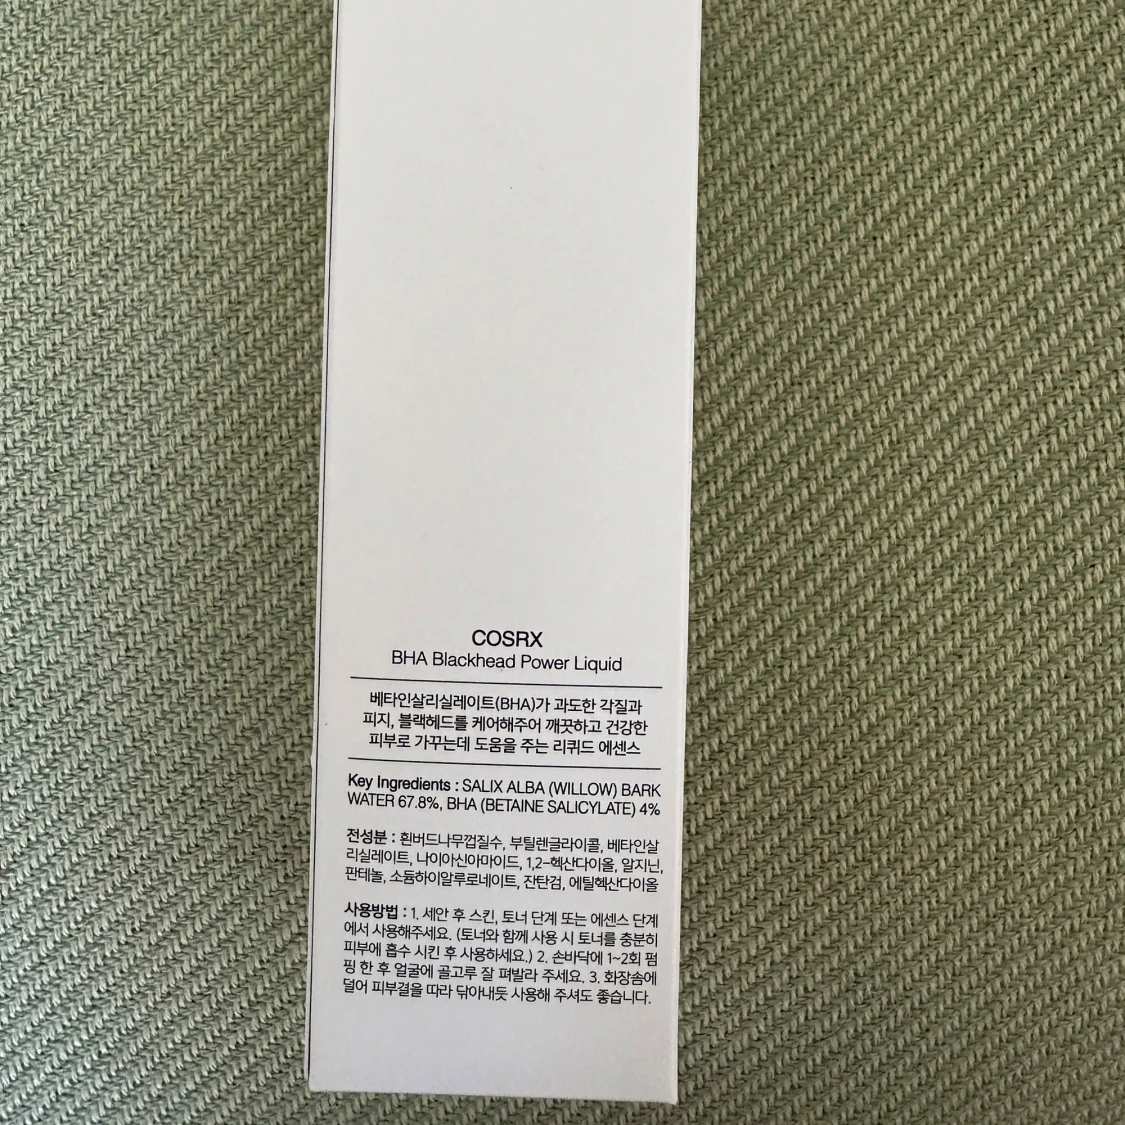 COSRX
BHA Blackhead Power Liquid
베타인살리실레이트(BHA)가 과도한 각질과
피지, 블랙헤드를 케어해주어 깨끗하고 건강한
피부로 가꾸는데 도움을 주는 리퀴드 에센스
Key Ingredients : SALIX ALBA (WILLOW) BARK
WATER 67.8%, BHA (BETAINE SALICYLATE) 4%
전성분 : 흰버드나무껍질수, 부틸렌글라이콜, 베타인살
리실레이트, 나이아신아마이드, 1,2-헥산다이올, 알지닌,
판테놀, 소듐하이알루로네이트, 잔탄검, 에틸헥산다이올
사용방법 : 1. 세안 후 스킨, 토너 단계 또는 에센스 단계
에서 사용해주세요. (토너와 함께 사용 시 토너를 충분히
피부에 흡수 시킨 후 사용하세요.) 2. 손바닥에 1~2회 펌
핑 한 후 얼굴에 골고루 잘 펴발라 주세요. 3. 화장솜에
덜어 피부결을 따라 닦아내듯 사용해 주셔도 좋습니다.